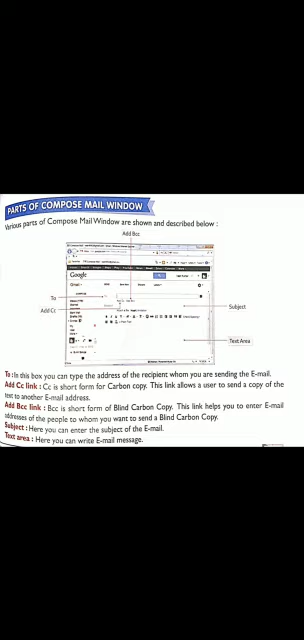 PARTS OF COMPOSE MAIL WINDOW
Various parts of Compose Mail Window are shown and described below :
Add Bcc
Google
To
Add Cc
Subject
Text Area
To : In this box you can type the address of the recipient whom you are sending the E-mail.
Add Cc link : Cc is short form for Carbon copy. This link allows a user to send a copy of the
text to another E-mail address.
Add Bcc link : Bcc is short form of Blind Carbon Copy. This link helps you to enter E-mail
addresses of the people to whom you want to send a Blind Carbon Copy.
Subject : Here you can enter the subject of the E-mail.
Text area : Here you can write E-mail message.